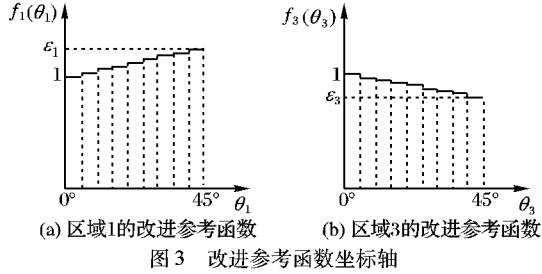 f₁(θ₁)
ε₁
1
0°
45°
θ₁
(a) 区域1的改进参考函数
f₃(θ₃)
1
ε₃
0°
45°
θ₃
(b) 区域3的改进参考函数
图 3 改进参考函数坐标轴